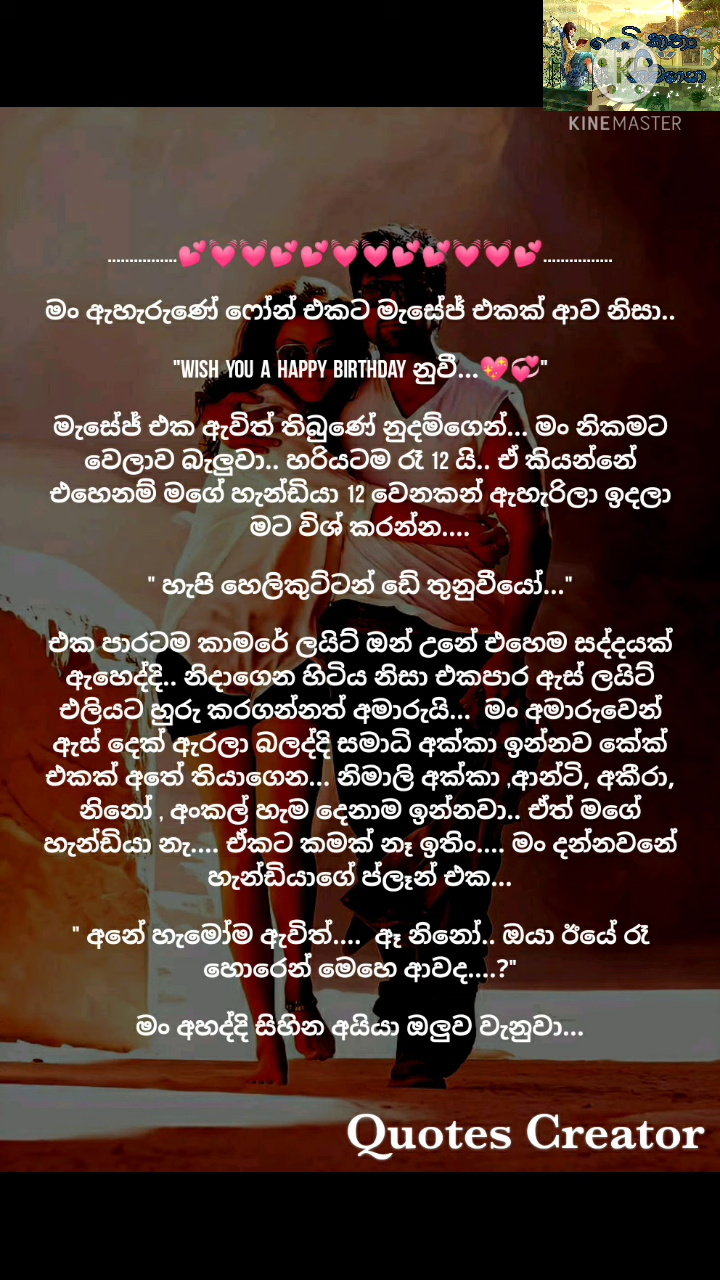 කතා
KINEMASTER
................💕💓💓💕💕💓💓💕💕💓💓💕................
මං ඇහැරුණේ ෆෝන් එකට මැසේජ් එකක් ආව නිසා..
"WISH YOU A HAPPY BIRTHDAY නුවී...💖💞"
මැසේජ් එක ඇවිත් තිබුණේ නුදම්ගෙන්... මං නිකමට
වෙලාව බැලුවා.. හරියටම රෑ 12 යි.. ඒ කියන්නේ
එහෙනම් මගේ හැන්ඩියා 12 වෙනකන් ඇහැරිලා ඉදලා
මට විශ් කරන්න....
" හැපි හෙලිකුට්ටන් ඩේ තුනුවීයෝ..."
එක පාරටම කාමරේ ලයිට් ඔන් උනේ එහෙම සද්දයක්
ඇහෙද්දි.. නිදාගෙන හිටිය නිසා එකපාර ඇස් ලයිට්
එලියට හුරු කරගන්නත් අමාරුයි... මං අමාරුවෙන්
ඇස් දෙක් ඇරලා බලද්දි සමාධි අක්කා ඉන්නව කේක්
එකක් අතේ තියාගෙන... නිමාලි අක්කා ,ආන්ටි, අකීරා,
නිනෝ , අංකල් හැම දෙනාම ඉන්නවා.. ඒත් මගේ
හැන්ඩියා නෑ.... ඒකට කමක් නෑ ඉතිං.... මං දන්නවනේ
හැන්ඩියාගේ ප්ලෑන් එක...
" අනේ හැමෝම ඇවිත්.... ඈ නිනෝ.. ඔයා ඊයේ රෑ
හොරෙන් මෙහෙ ආවද....?"
මං අහද්දි සිහින අයියා ඔලුව වැනුවා...
Quotes Creator